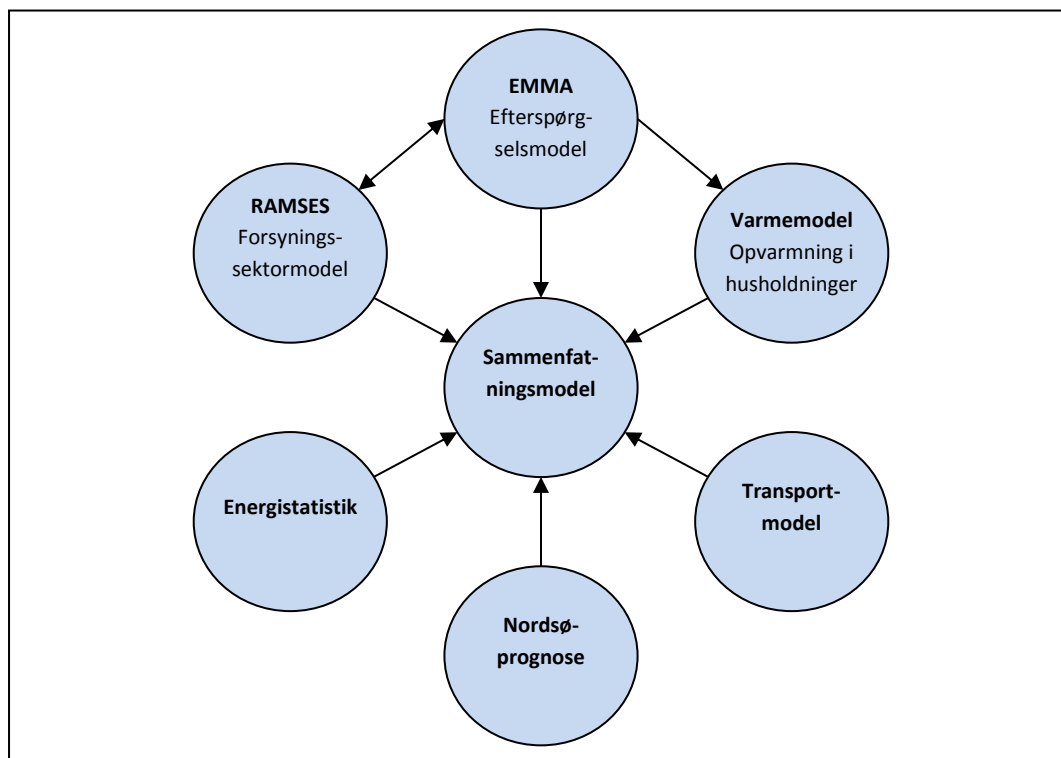 EMMA
Efterspørg-
selsmodel
RAMSES
Forsynings-
sektormodel
Varmemodel
Opvarmning i
husholdninger
Sammenfat-
ningsmodel
Energistatistik
Transport-
model
Nordsø-
prognose